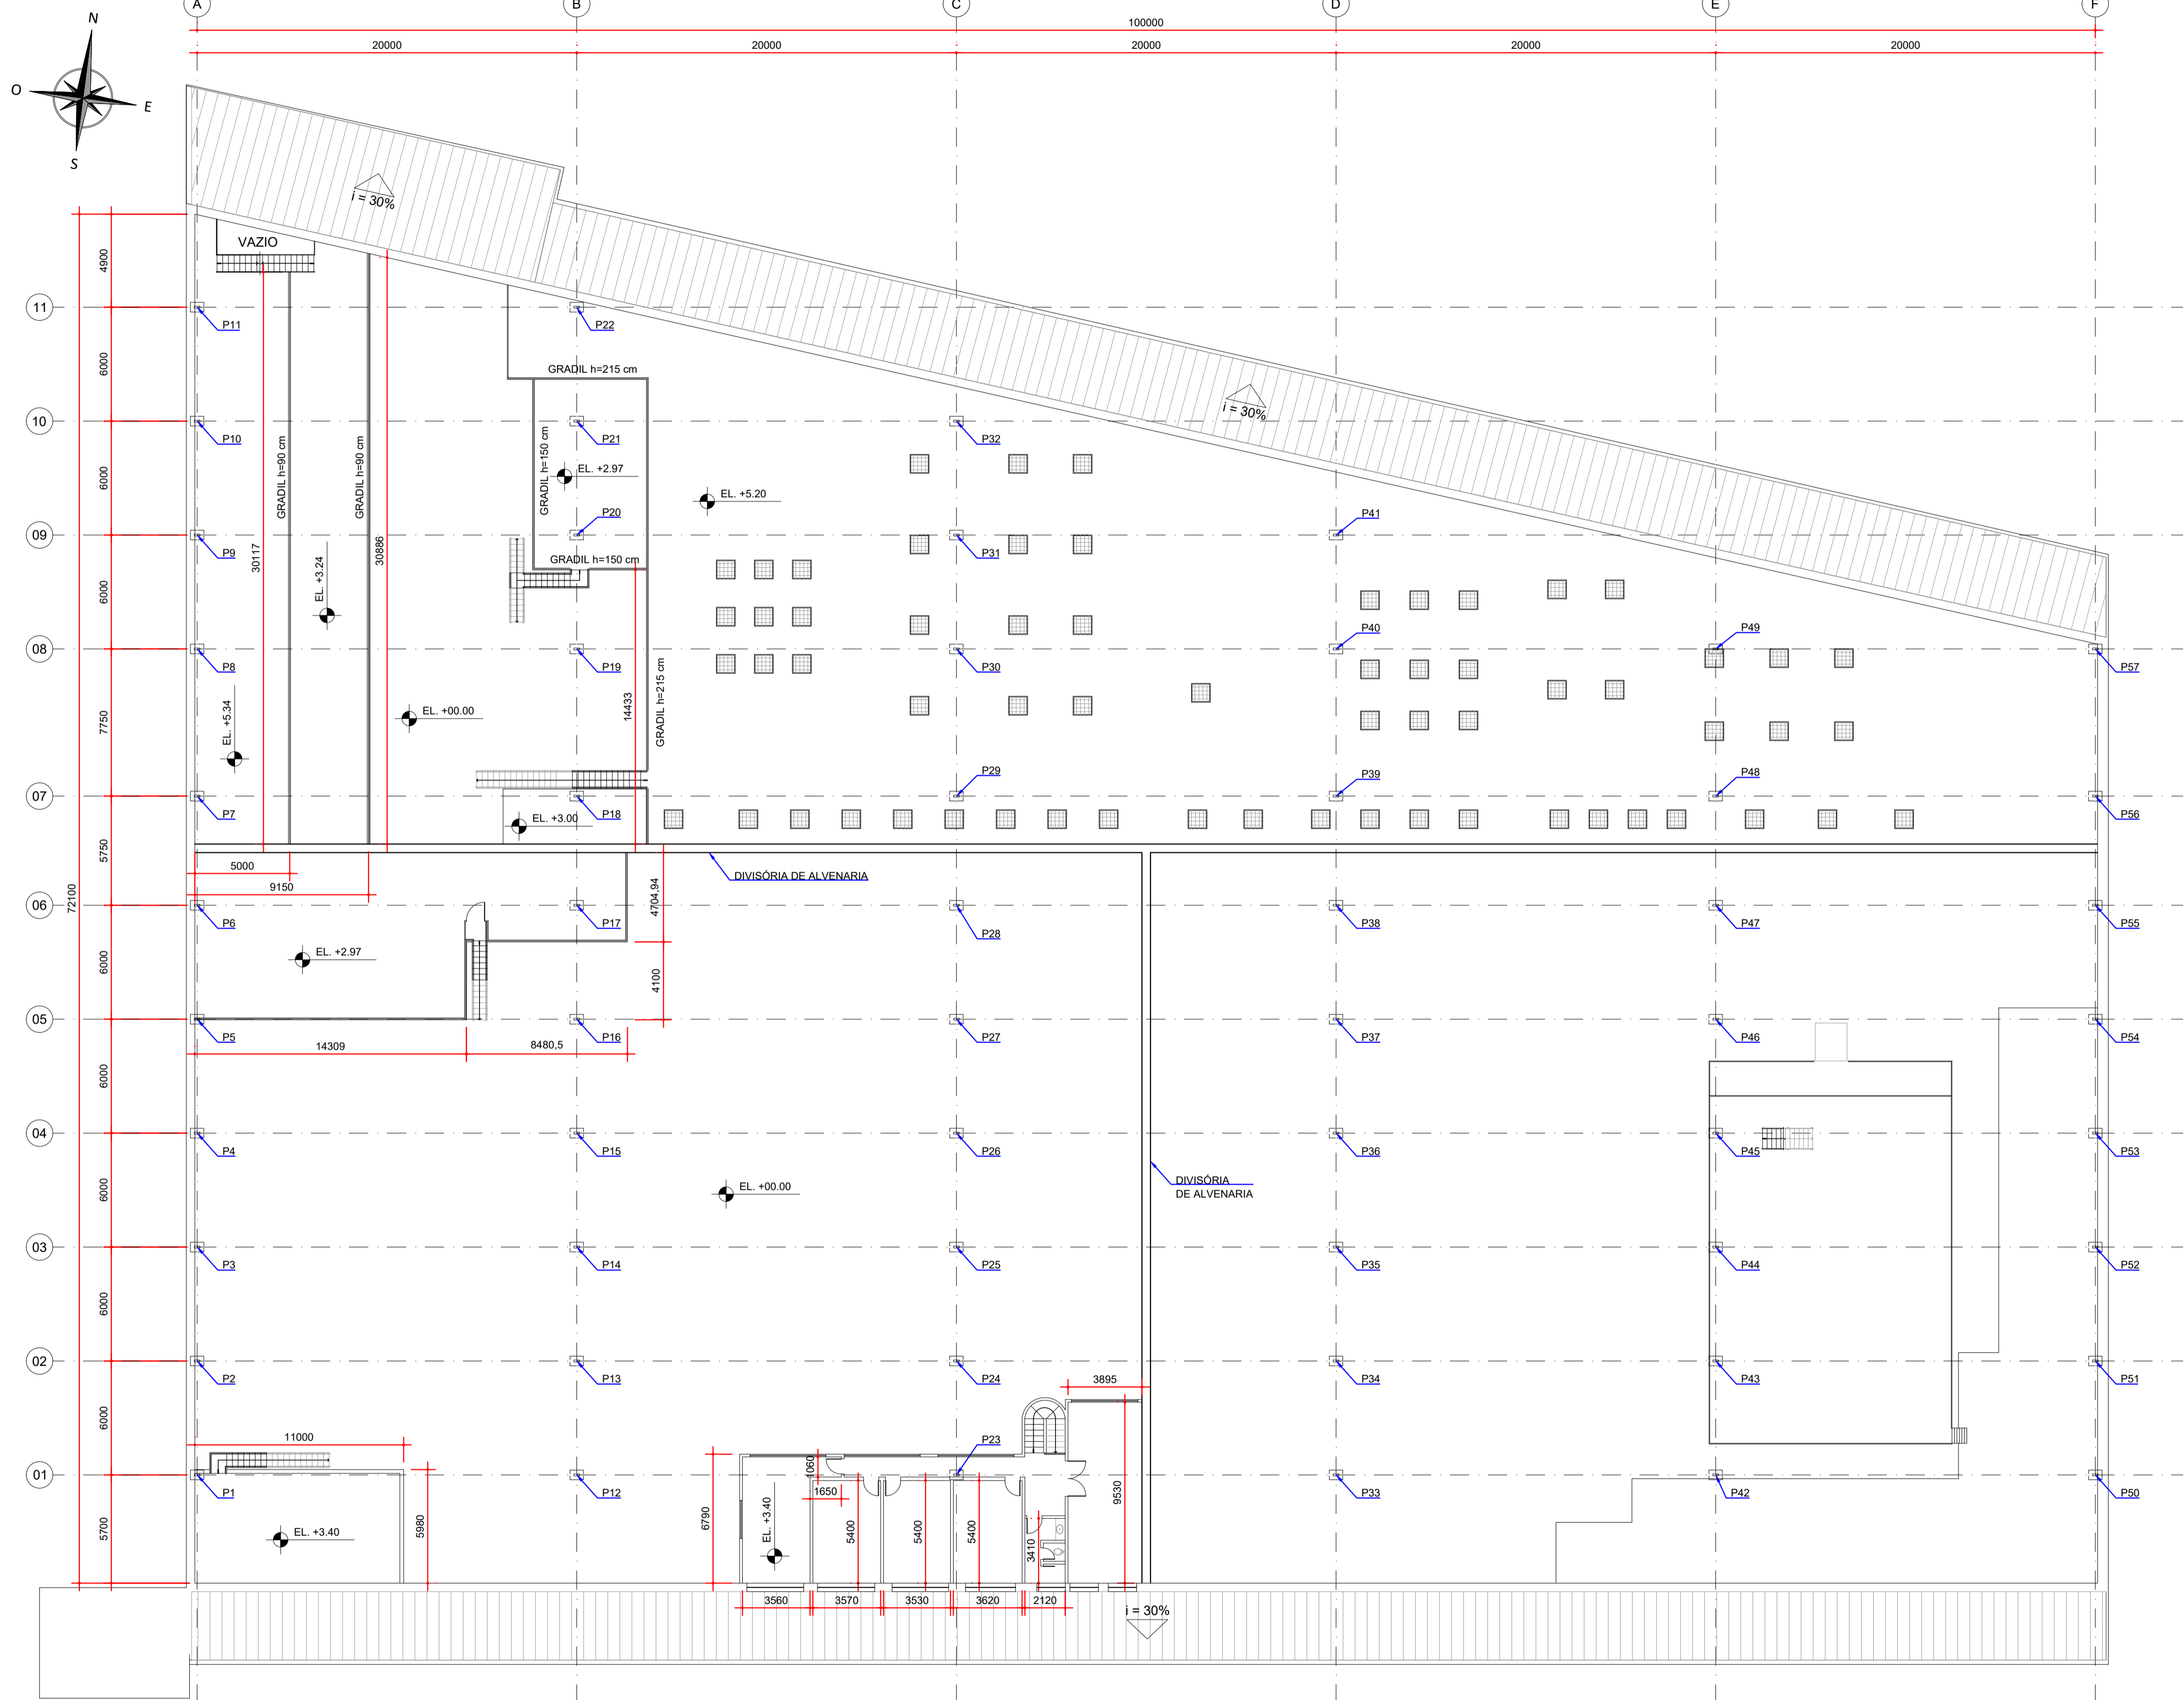 A
B
C
D
E
F
100000
20000
20000
20000
20000
20000
N
O
E
S
i = 30%
VAZIO
4900
11
P11
P22
6000
GRADIL h=215 cm
i = 30%
10
P10
P21
P32
GRADIL h=90 cm
GRADIL h=90 cm
GRADIL h=150 cm
EL. +2.97
EL. +5.20
6000
P20
P41
09
P9
P31
30117
30886
GRADIL h=150 cm
EL. +3.24
6000
P40
P49
08
P8
P19
P30
P57
EL. +5.34
EL. +00.00
14433
GRADIL h=215 cm
7750
P29
P39
P48
07
P7
P18
P56
EL. +3.00
5750
5000
DIVISÓRIA DE ALVENARIA
9150
72100
4704,94
06
P6
P17
P28
P38
P47
P55
EL. +2.97
6000
4100
05
P5
P16
P27
P37
P46
P54
14309
8480,5
6000
04
P4
P15
P26
P36
P45
P53
DIVISÓRIA
DE ALVENARIA
EL. +00.00
6000
03
P3
P14
P25
P35
P44
P52
6000
02
P2
P13
P24
P34
P43
P51
3895
6000
11000
P23
1060
01
P1
P12
P33
P42
P50
1650
9530
6790
EL. +3.40
5400
5400
5400
3410
5700
EL. +3.40
5980
3560
3570
3530
3620
2120
i = 30%